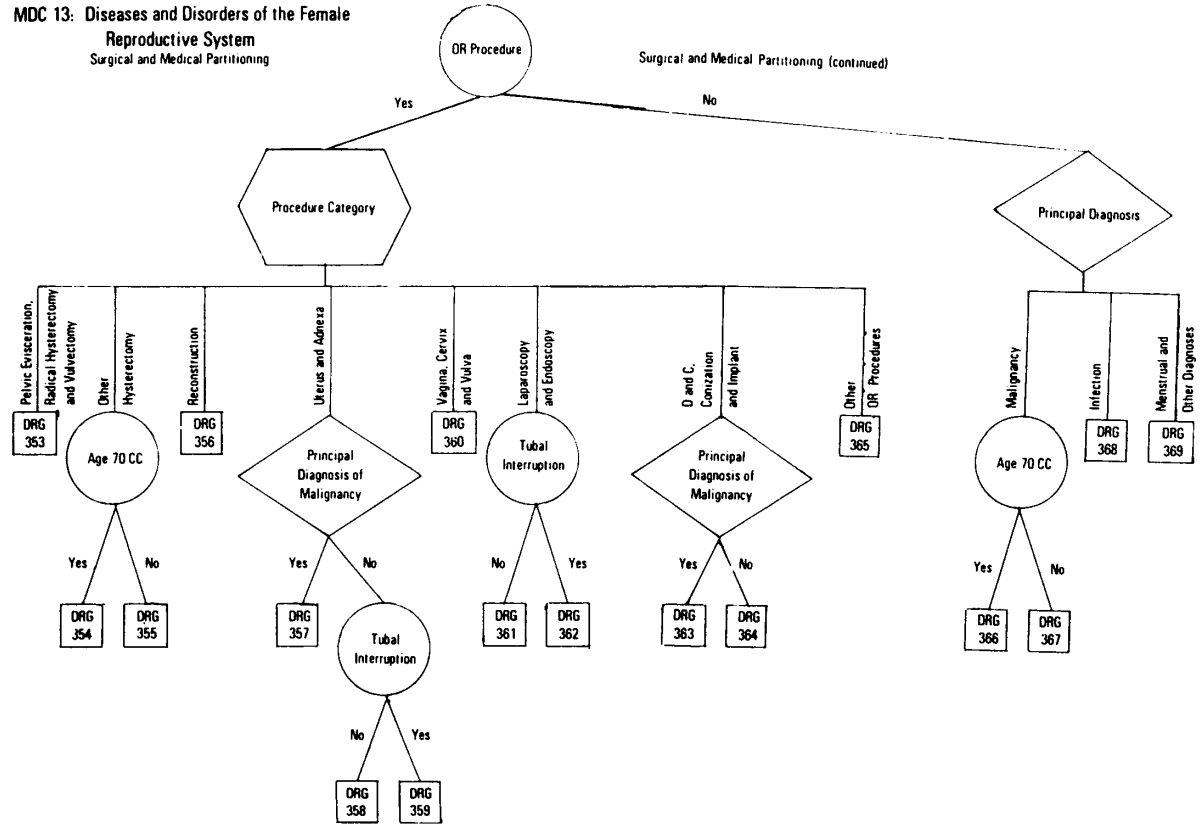 MDC 13: Diseases and Disorders of the Female
Reproductive System
Surgical and Medical Partitioning
OR Procedure
Surgical and Medical Partitioning (continued)
Yes
No
Procedure Category
Principal Diagnosis
Pelvic Evisceration,
Radical Hysterectomy
and Vulvectomy
Other
Hysterectomy
Reconstruction
Uterus and Adnexa
Vagina, Cervix
and Vulva
Laparoscopy
and Endoscopy
D and C,
Conization
and Implant
Other
OR Procedures
Malignancy
Infection
Menstrual and
Other Diagnoses
DRG
353
Age 70 CC
DRG
356
Principal
Diagnosis of
Malignancy
DRG
360
Tubal
Interruption
Principal
Diagnosis of
Malignancy
DRG
365
Age 70 CC
DRG
368
DRG
369
Yes
No
Yes
No
No
Yes
Yes
No
Yes
No
DRG
354
DRG
355
DRG
357
Tubal
Interruption
DRG
361
DRG
362
DRG
363
DRG
364
DRG
366
DRG
367
No
Yes
DRG
358
DRG
359